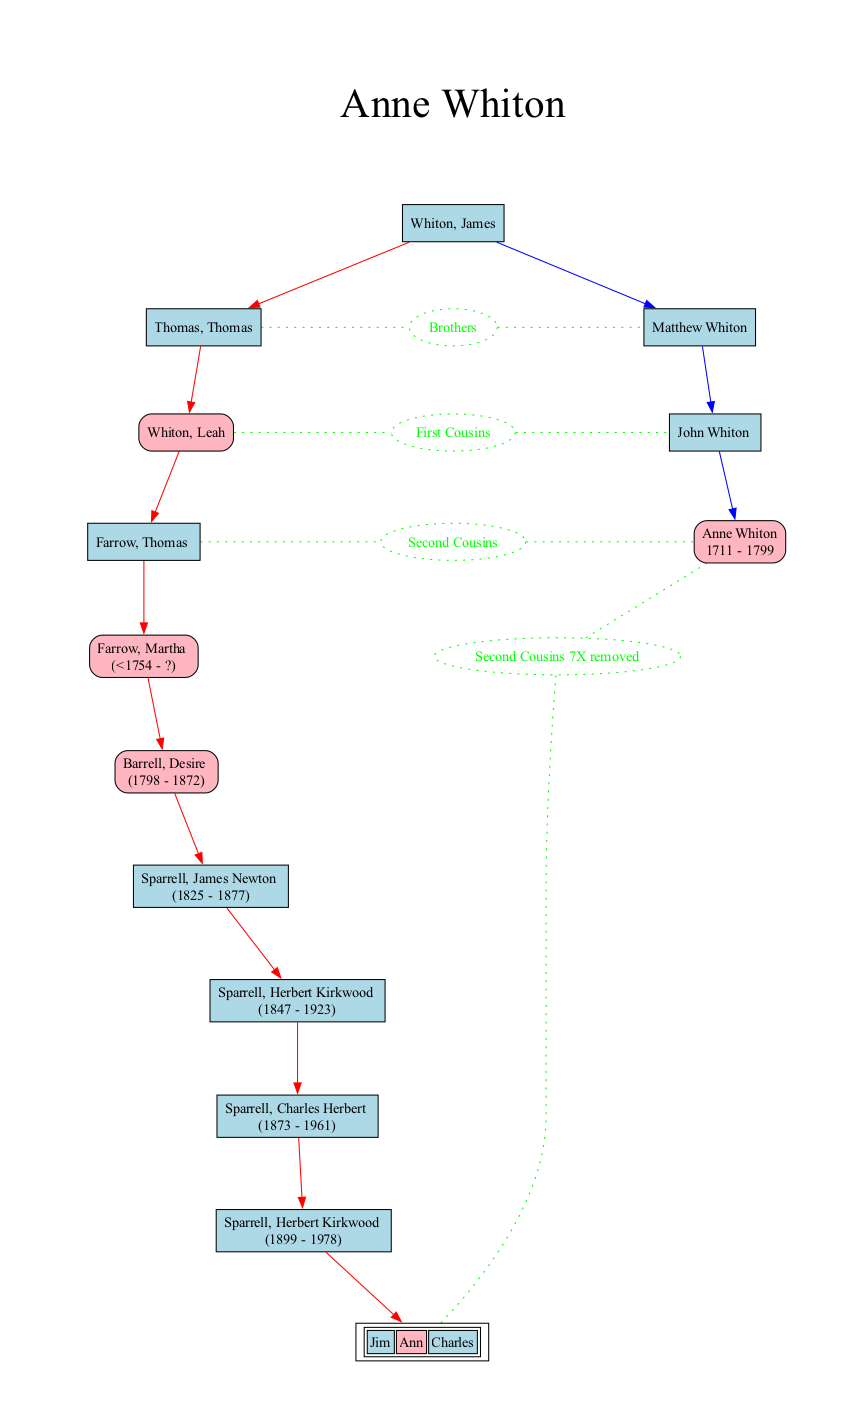 Anne Whiton
Whiton, James
Thomas, Thomas
Brothers
Matthew Whiton
Whiton, Leah
First Cousins
John Whiton
Farrow, Thomas
Second Cousins
Anne Whiton
1711 - 1799
Farrow, Martha
(<1754 - ?)
Second Cousins 7X removed
Barrell, Desire
(1798 - 1872)
Sparrell, James Newton
(1825 - 1877)
Sparrell, Herbert Kirkwood
(1847 - 1923)
Sparrell, Charles Herbert
(1873 - 1961)
Sparrell, Herbert Kirkwood
(1899 - 1978)
Jim Ann Charles